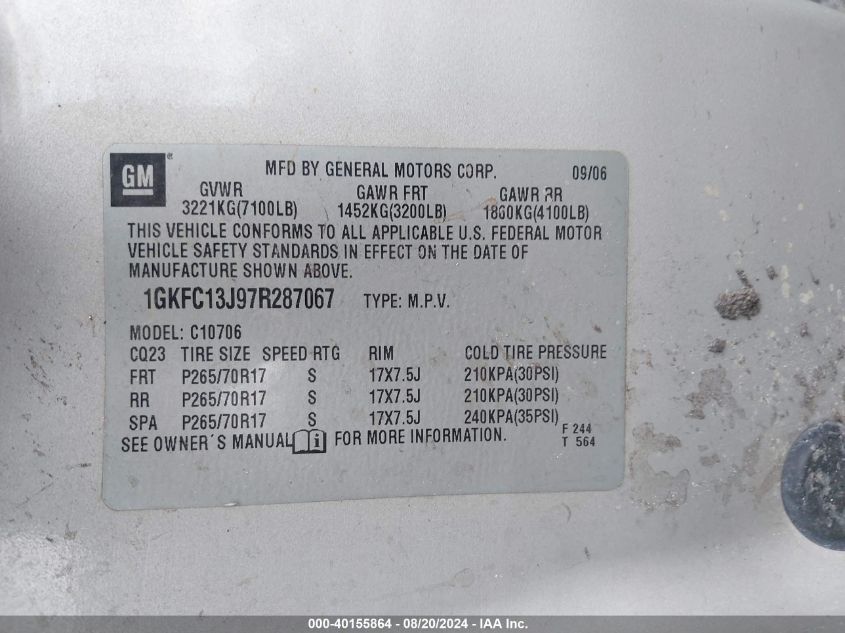 GM®
MFD BY GENERAL MOTORS CORP. 09/06
GVWR GAWR FRT GAWR RR
3221KG(7100LB) 1452KG(3200LB) 1860KG(4100LB)
THIS VEHICLE CONFORMS TO ALL APPLICABLE U.S. FEDERAL MOTOR
VEHICLE SAFETY STANDARDS IN EFFECT ON THE DATE OF
MANUFACTURE SHOWN ABOVE.
1GKFC13J97R287067 TYPE: M.P.V.
MODEL: C10706
CQ23 TIRE SIZE SPEED RTG RIM COLD TIRE PRESSURE
FRT P265/70R17 S 17X7.5J 210KPA(30PSI)
RR P265/70R17 S 17X7.5J 210KPA(30PSI)
SPA P265/70R17 S 17X7.5J 240KPA(35PSI)
SEE OWNER'S MANUAL i FOR MORE INFORMATION.
F 244
T 564
000-40155864 - 08/20/2024 - IAA Inc.